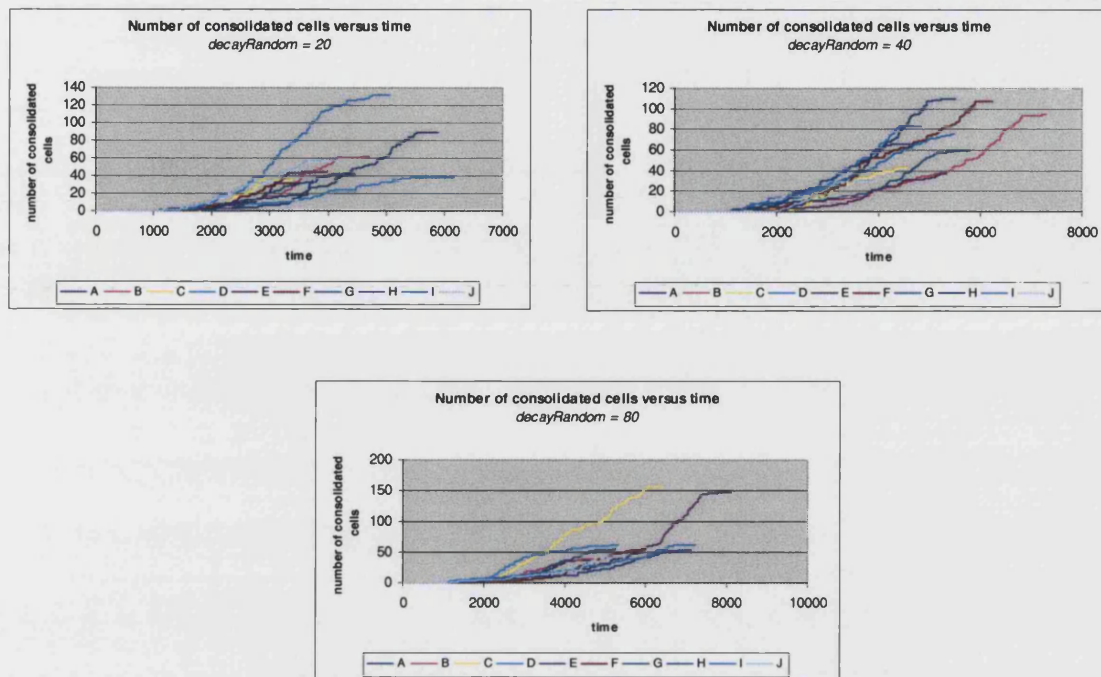 Number of consolidated cells versus time
decayRandom = 20
number of consolidated
cells
140
120
100
80
60
40
20
0
0 1000 2000 3000 4000 5000 6000 7000
time
A B C D E F G H I J
Number of consolidated cells versus time
decayRandom = 40
number of consolidated
cells
120
100
80
60
40
20
0
0 2000 4000 6000 8000
time
A B C D E F G H I J
Number of consolidated cells versus time
decayRandom = 80
number of consolidated
cells
200
150
100
50
0
0 2000 4000 6000 8000 10000
time
A B C D E F G H I J